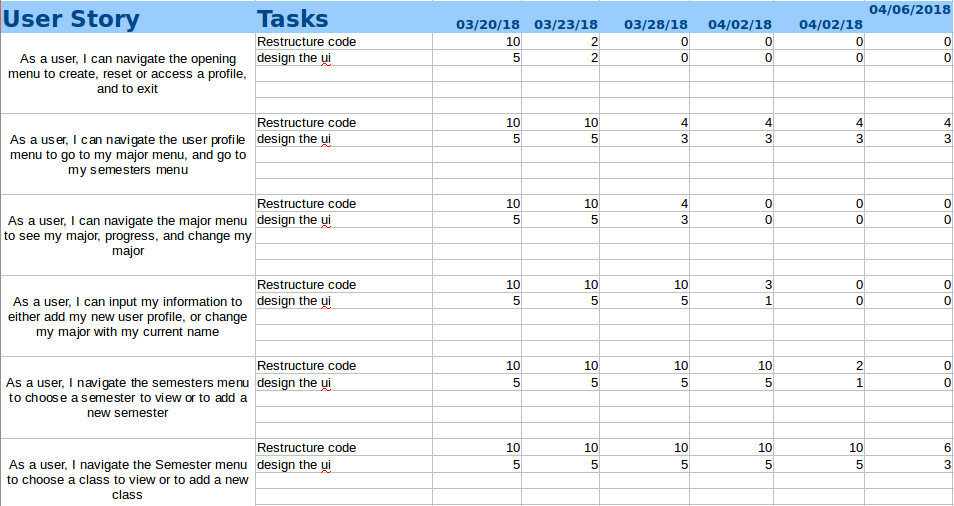 User Story Tasks 03/20/18 03/23/18 03/28/18 04/02/18 04/02/18 04/06/2018
As a user, I can navigate the opening
menu to create, reset or access a profile,
and to exit
Restructure code 10 2 0 0 0 0
design the ui 5 2 0 0 0 0
As a user, I can navigate the user profile
menu to go to my major menu, and go to
my semesters menu
Restructure code 10 10 4 4 4 4
design the ui 5 5 3 3 3 3
As a user, I can navigate the major menu
to see my major, progress, and change my
major
Restructure code 10 10 4 0 0 0
design the ui 5 5 3 0 0 0
As a user, I can input my information to
either add my new user profile, or change
my major with my current name
Restructure code 10 10 10 3 0 0
design the ui 5 5 5 1 0 0
As a user, I navigate the semesters menu
to choose a semester to view or to add a
new semester
Restructure code 10 10 10 10 2 0
design the ui 5 5 5 5 1 0
As a user, I navigate the Semester menu
to choose a class to view or to add a new
class
Restructure code 10 10 10 10 10 6
design the ui 5 5 5 5 5 3